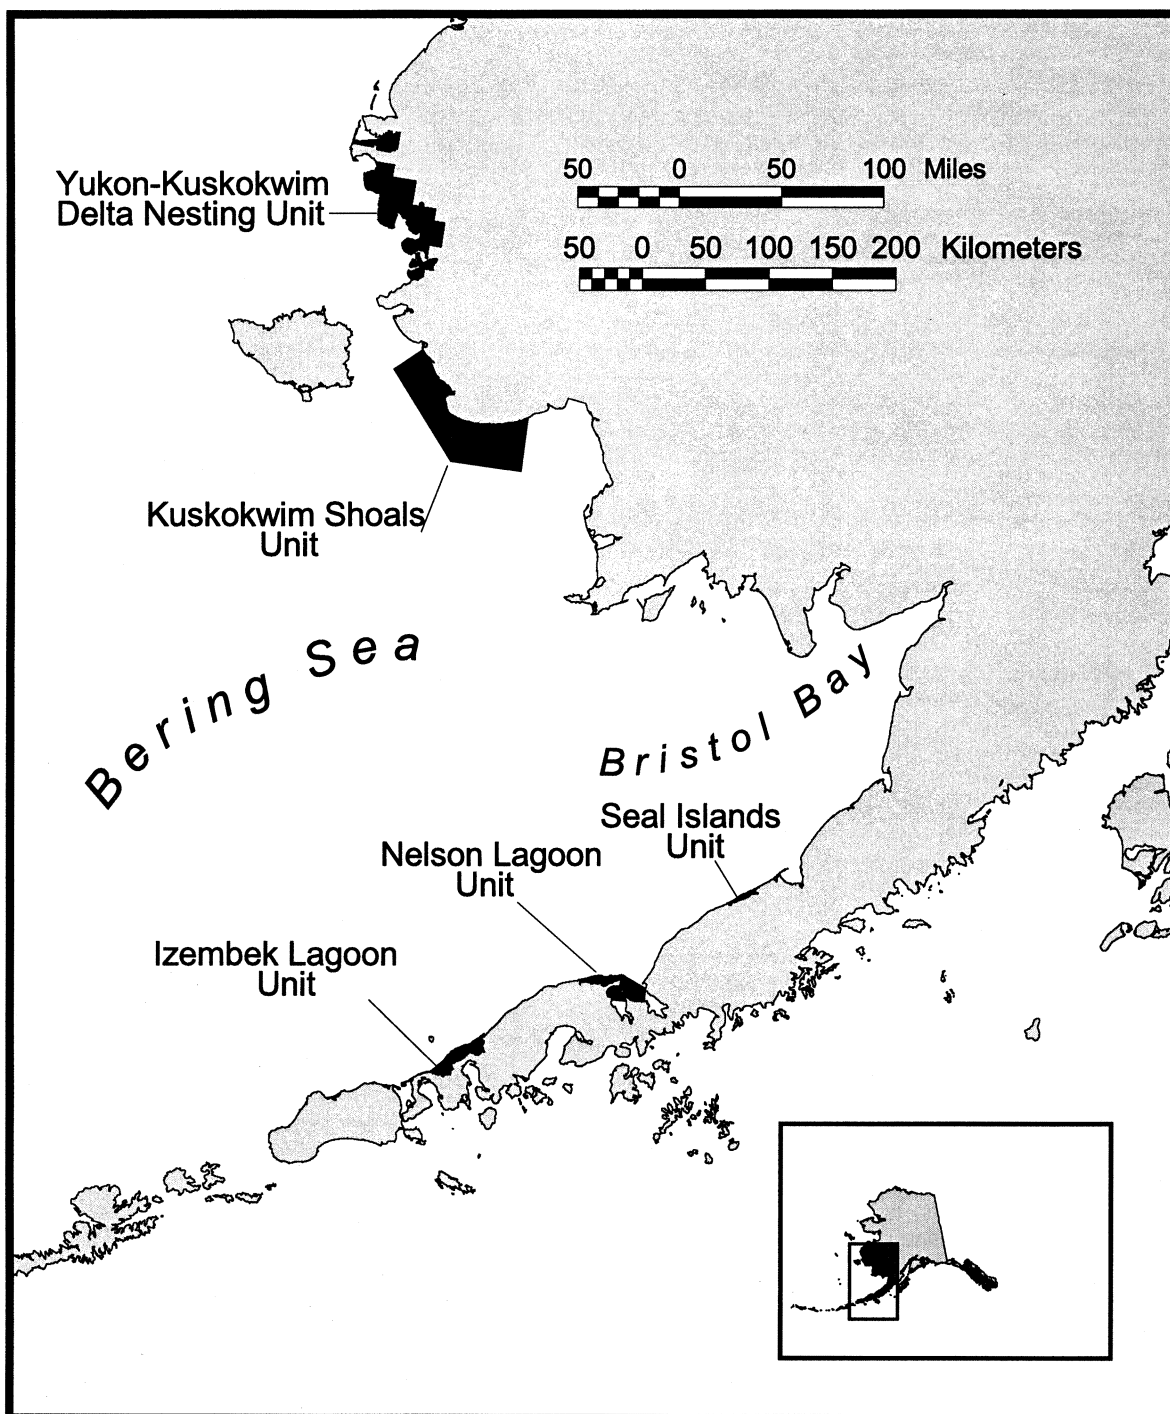 50 0 50 100 Miles
Yukon-Kuskokwim
Delta Nesting Unit
50 0 50 100 150 200 Kilometers
Kuskokwim Shoals
Unit
Bering Sea
Bristol Bay
Seal Islands
Unit
Nelson Lagoon
Unit
Izembek Lagoon
Unit